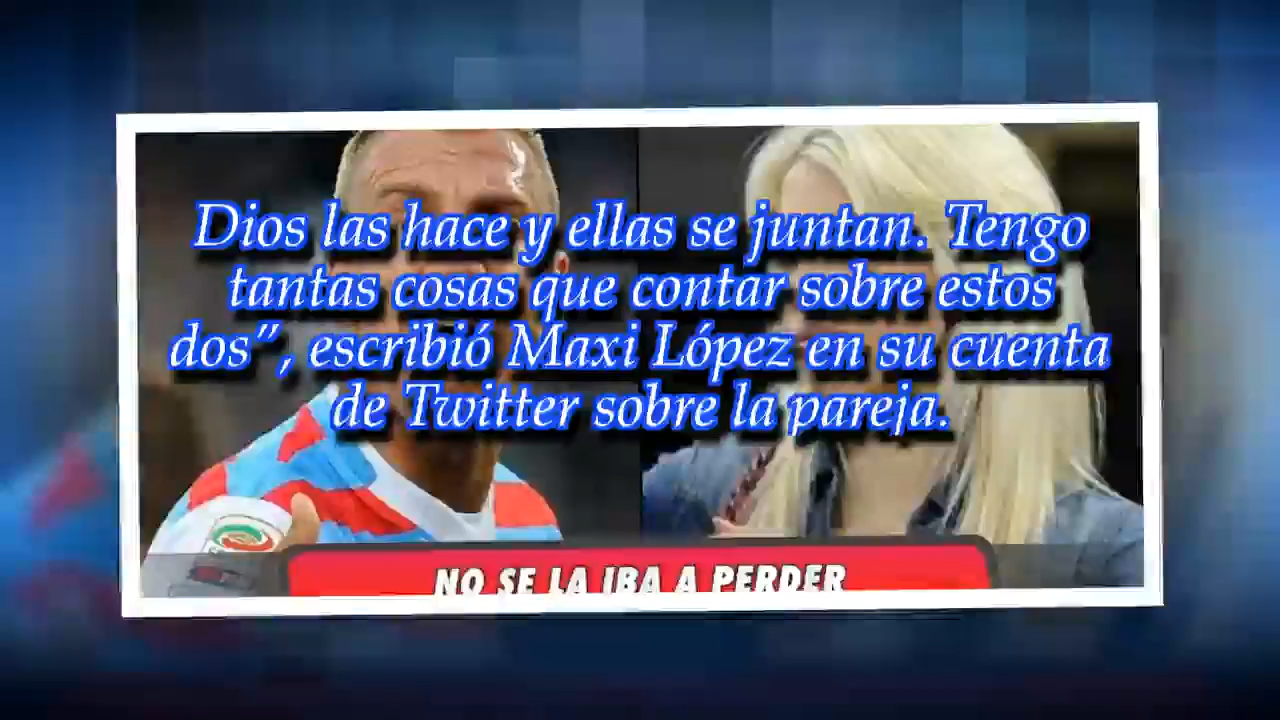 Dios las hace y ellas se juntan. Tengo
tantas cosas que contar sobre estos
dos”, escribió Maxi López en su cuenta
de Twitter sobre la pareja.
NO SE LA IBA A PERDER